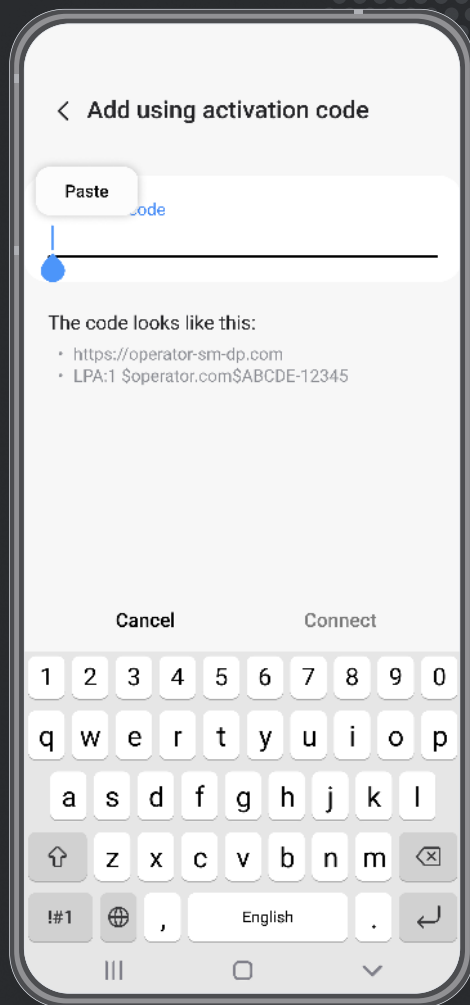 Add using activation code
Paste
code
The code looks like this:
• https://operator-sm-dp.com
• LPA:1 $operator.com$ABCDE-12345
Cancel Connect
1 2 3 4 5 6 7 8 9 0
q w e r t y u i o p
a s d f g h j k l
z x c v b n m
!#1 , English .